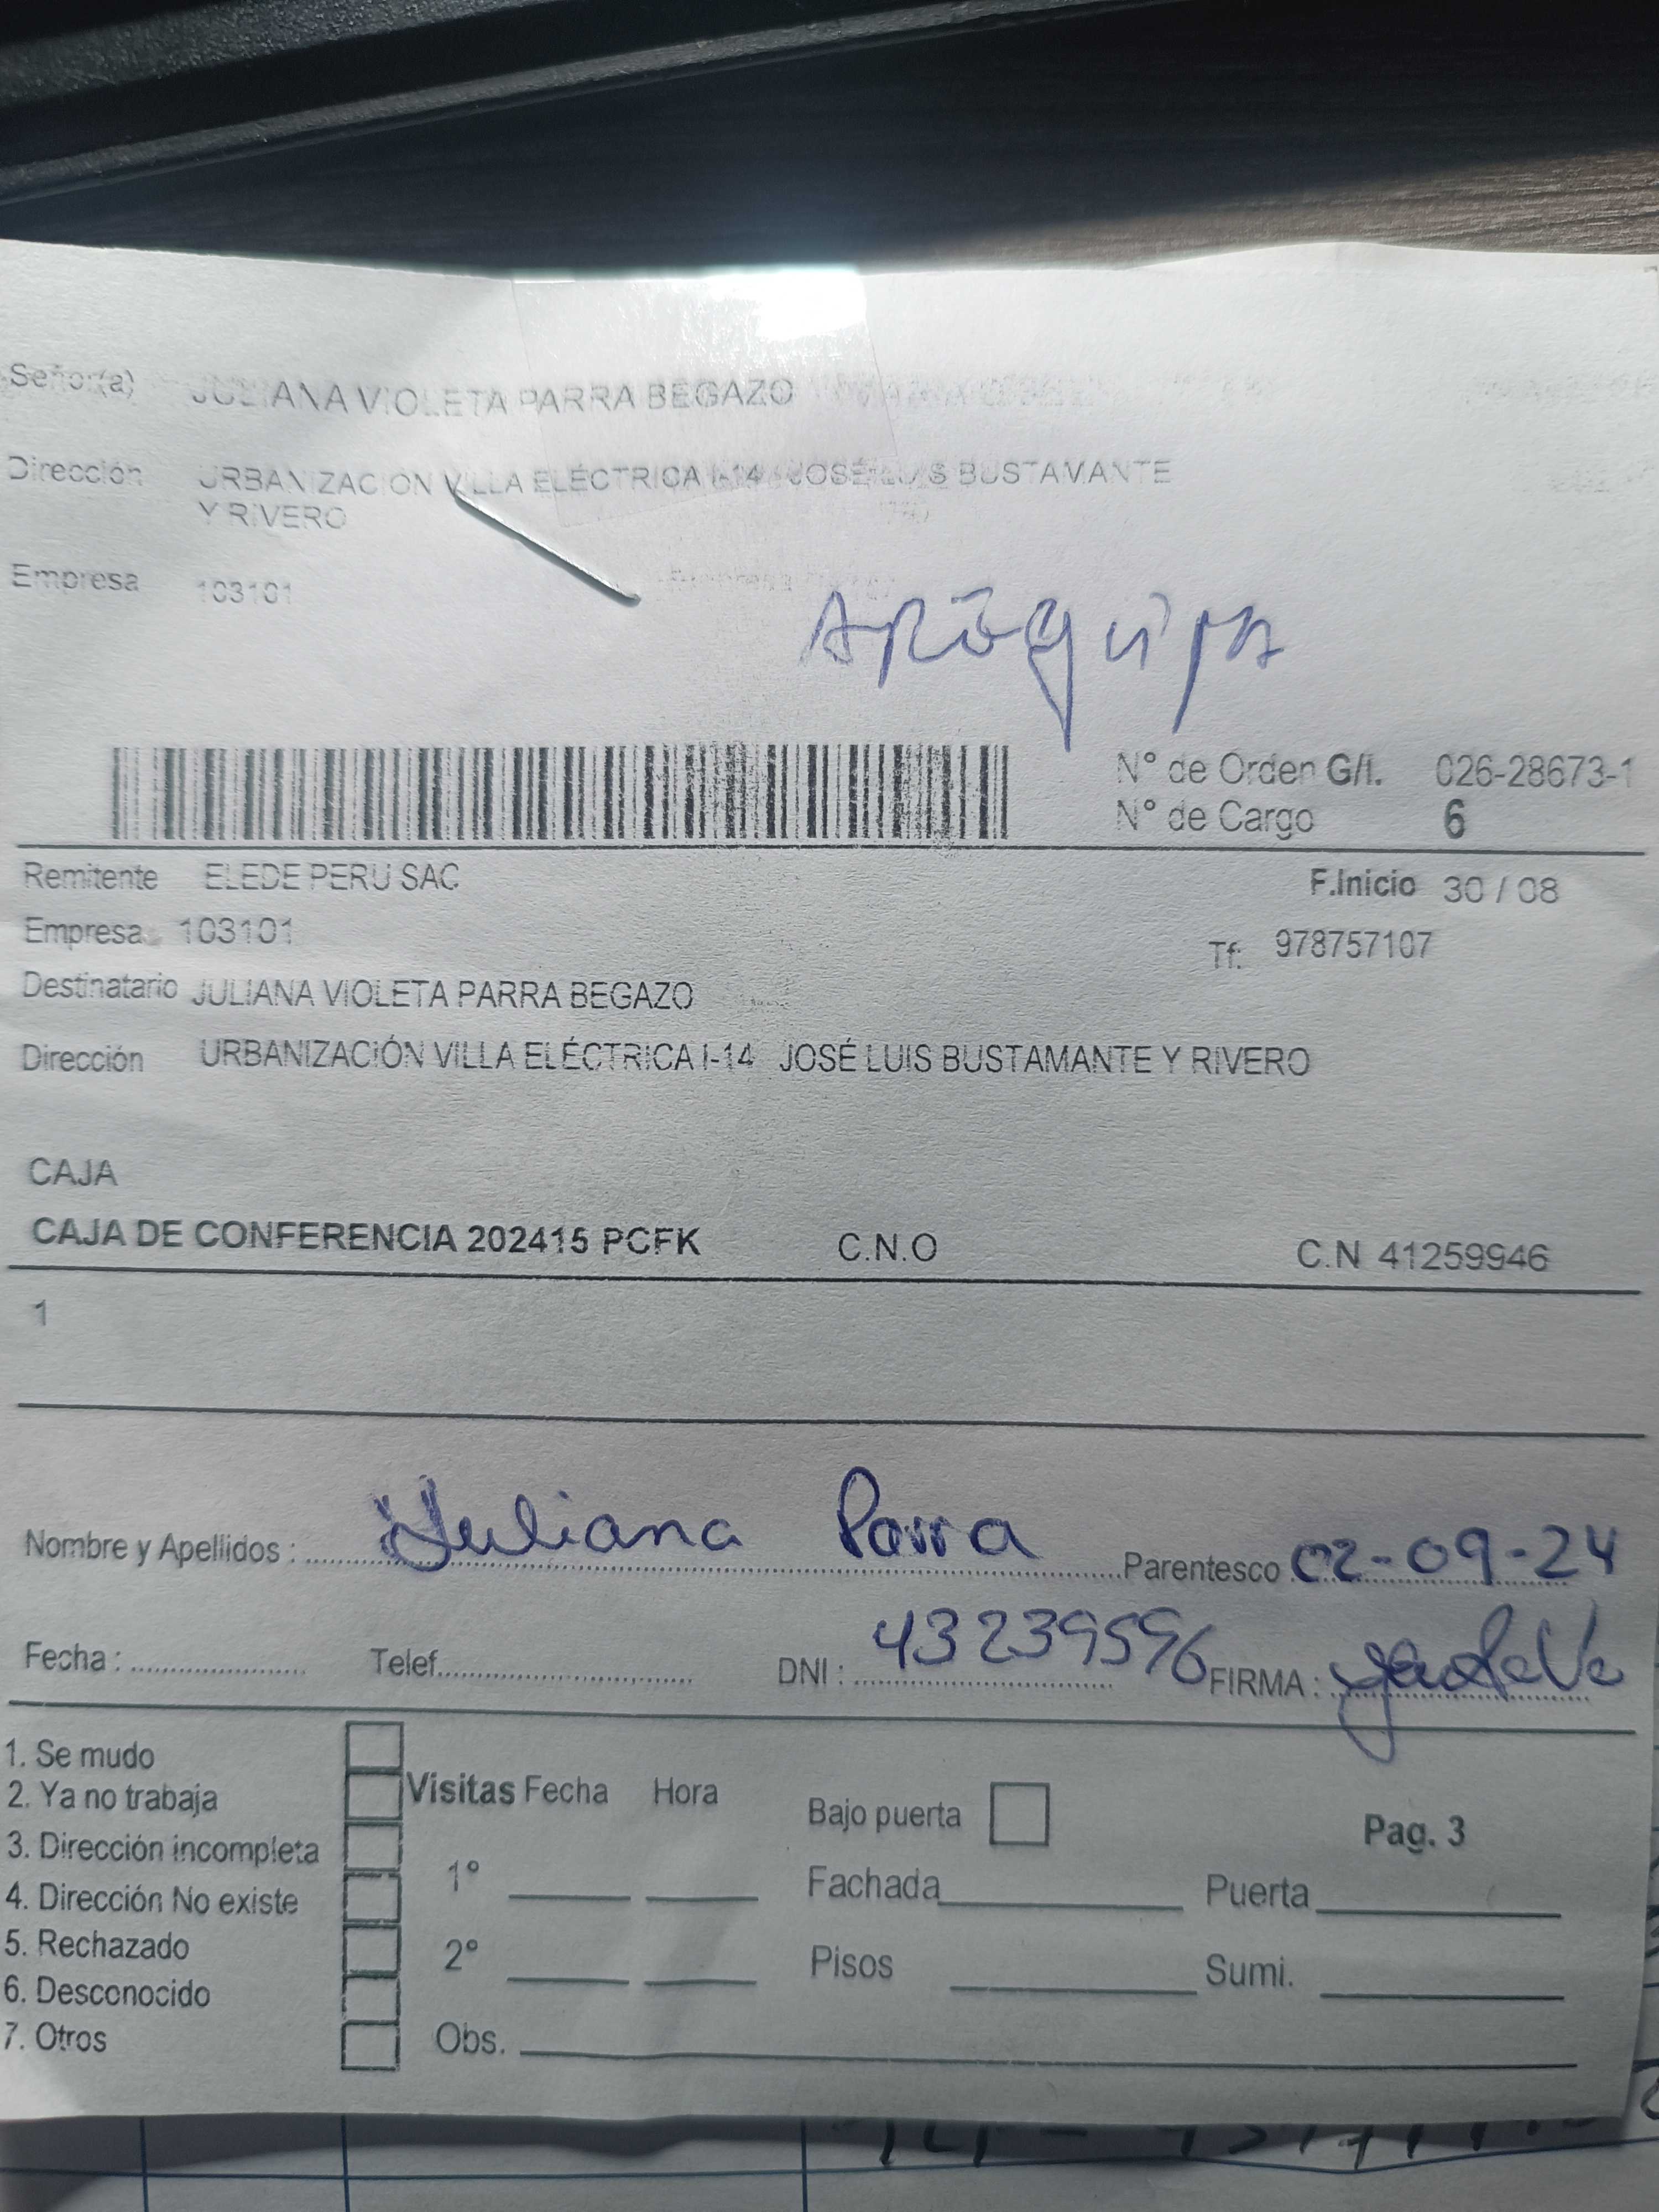 Señor(a) JULIANA VIOLETA PARRA BEGAZO
Dirección URBANIZACIÓN VILLA ELÉCTRICA I-14 JOSÉ LUIS BUSTAMANTE
Y RIVERO
Empresa 103101
Arequipa
N° de Orden G/I. 026-28673-1
N° de Cargo 6
Remitente ELEDE PERU SAC
F.Inicio 30 / 08
Empresa 103101
Tf: 978757107
Destinatario JULIANA VIOLETA PARRA BEGAZO
Dirección URBANIZACIÓN VILLA ELÉCTRICA I-14 JOSÉ LUIS BUSTAMANTE Y RIVERO
CAJA
CAJA DE CONFERENCIA 202415 PCFK C.N.O C.N 41259946
1
Nombre y Apellidos : Juliana Parra Parentesco 02-09-24
Fecha : Telef. DNI : 43239596 FIRMA :
1. Se mudo
2. Ya no trabaja
3. Dirección incompleta
4. Dirección No existe
5. Rechazado
6. Desconocido
7. Otros
Visitas Fecha Hora
1°
2°
Obs.
Bajo puerta
Pag. 3
Fachada Puerta
Pisos Sumi.